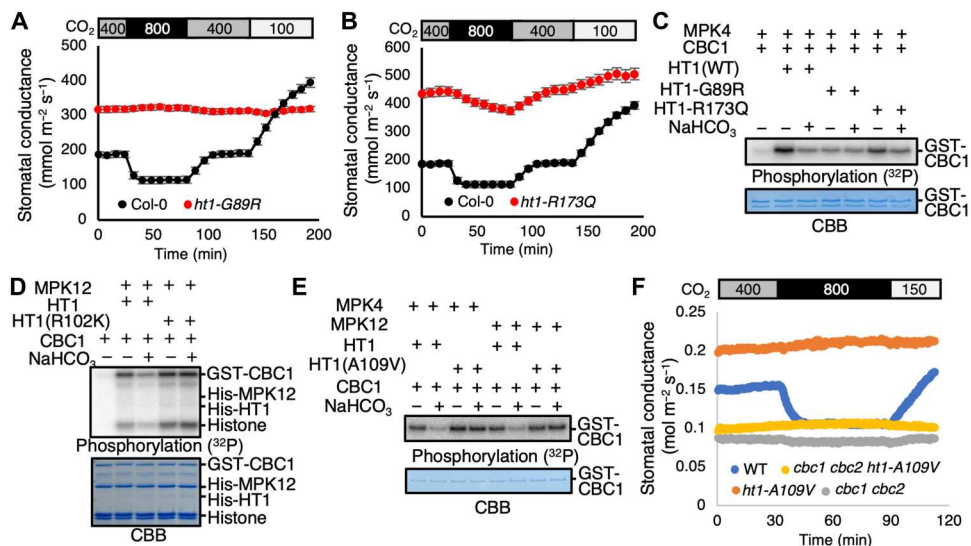 A
CO2 400 800 400 100
Stomatal conductance
(mmol m−2 s−1)
500
400
300
200
100
0
Col-0 ht1-G89R
0 50 100 150 200
Time (min)
B
CO2 400 800 400 100
Stomatal conductance
(mmol m−2 s−1)
600
500
400
300
200
100
0
Col-0 ht1-R173Q
0 50 100 150 200
Time (min)
C
MPK4 + + + + + + +
CBC1 + + + + + + +
HT1(WT) + +
HT1-G89R + +
HT1-R173Q + +
NaHCO3 − − + − + − +
GST-
CBC1
Phosphorylation (32P)
GST-
CBC1
CBB
D
MPK12 + + + +
HT1 + +
HT1(R102K) + +
CBC1 + + + + +
NaHCO3 − − + − +
GST-CBC1
His-MPK12
His-HT1
Histone
Phosphorylation (32P)
GST-CBC1
His-MPK12
His-HT1
Histone
CBB
E
MPK4 + + + +
MPK12 + + + +
HT1 + + + +
HT1(A109V) + + + +
CBC1 + + + + + + + +
NaHCO3 − + − + − + − +
GST-
CBC1
Phosphorylation (32P)
GST-
CBC1
CBB
F
CO2 400 800 150
Stomatal conductance
(mol m−2 s−1)
0.25
0.2
0.15
0.1
0.05
0
WT cbc1 cbc2 ht1-A109V
ht1-A109V cbc1 cbc2
0 30 60 90 120
Time (min)